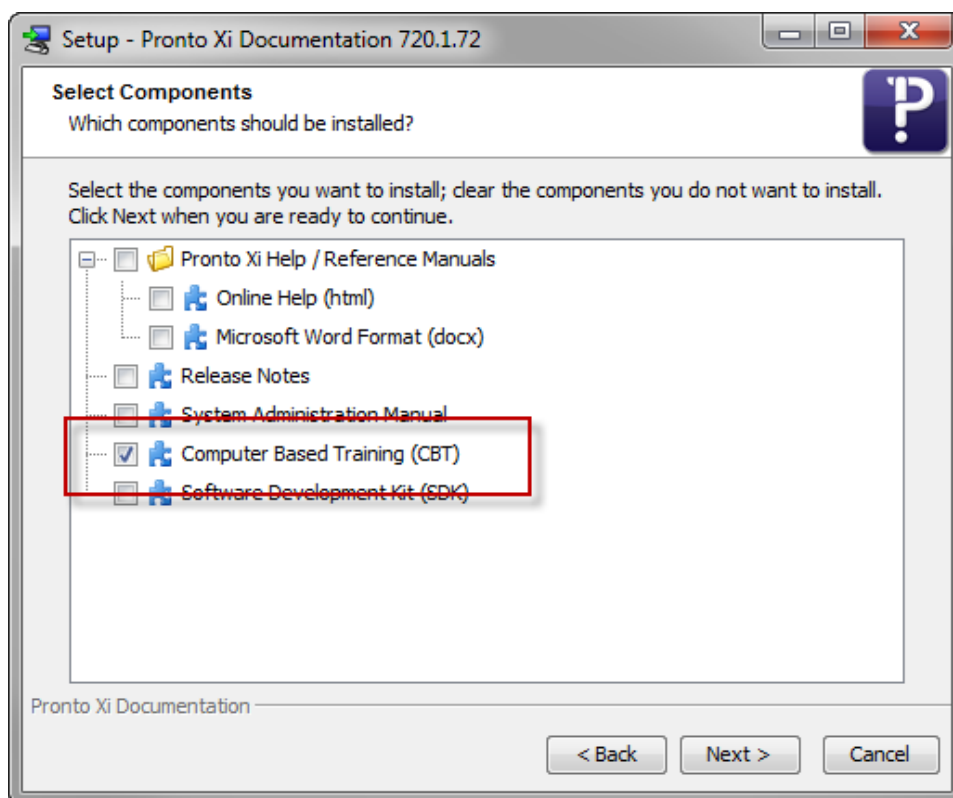 Setup - Pronto Xi Documentation 720.1.72
Select Components
Which components should be installed?
Select the components you want to install; clear the components you do not want to install.
Click Next when you are ready to continue.
Pronto Xi Help / Reference Manuals
Online Help (html)
Microsoft Word Format (docx)
Release Notes
System Administration Manual
Computer Based Training (CBT)
Software Development Kit (SDK)
Pronto Xi Documentation
< Back Next > Cancel